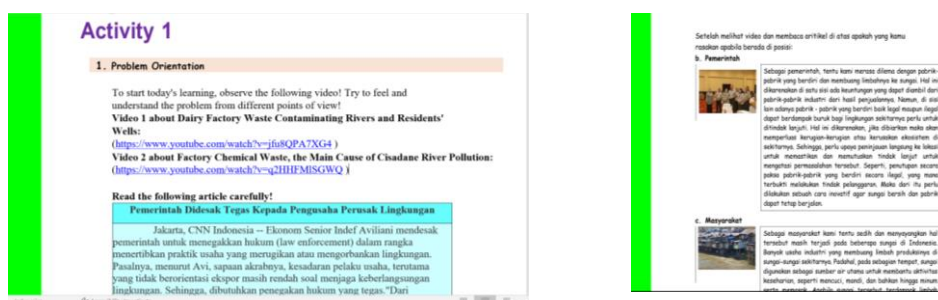 Activity 1
1. Problem Orientation
To start today's learning, observe the following video! Try to feel and
understand the problem from different points of view!
Video 1 about Dairy Factory Waste Contaminating Rivers and Residents'
Wells:
(https://www.youtube.com/watch?v=jfu8QPA7XG4 )
Video 2 about Factory Chemical Waste, the Main Cause of Cisadane River Pollution:
(https://www.youtube.com/watch?v=q2HHFMISGWQ )
Read the following article carefully!
Pemerintah Didesak Tegas Kepada Pengusaha Perusak Lingkungan
Jakarta, CNN Indonesia -- Ekonom Senior Indef Aviliani mendesak
pemerintah untuk menegakkan hukum (law enforcement) dalam rangka
menertibkan praktik usaha yang merugikan atau mengorbankan lingkungan.
Pasalnya, menurut Avi, sapaan akrabnya, kesadaran pelaku usaha, terutama
yang tidak berorientasi ekspor masih rendah soal menjaga keberlangsungan
lingkungan. Sehingga, dibutuhkan penegakan hukum yang tegas."Dari
Setelah melihat video dan membaca artikel di atas apakah yang kamu
rasakan apabila berada di posisi:
b. Pemerintah
Sebagai pemerintah, tentu kami merasa dilema dengan pabrik-
pabrik yang berdiri dan membuang limbahnya ke sungai. Hal ini
dikarenakan di satu sisi ada keuntungan yang dapat diambil dari
pabrik-pabrik industri dari hasil penjualannya. Namun, di sisi
lain adanya pabrik - pabrik yang berdiri baik legal maupun ilegal
dapat berdampak buruk bagi lingkungan sekitarnya perlu untuk
ditindak lanjuti. Hal ini dikarenakan, jika dibiarkan maka akan
memperluas kerugian-kerugian atau kerusakan ekosistem di
sekitarnya. Sehingga, perlu upaya peninjauan langsung ke lokasi
untuk mematikan dan memutuskan tindak lanjut untuk
mengatasi permasalahan tersebut. Seperti, penutupan secara
paksa pabrik-pabrik yang berdiri secara ilegal, yang mana
terbukti melakukan tindak pelanggaran. Maka dari itu perlu
dilakukan sebuah cara inovatif agar sungai bersih dan pabrik
dapat tetap berjalan.
c. Masyarakat
Sebagai masyarakat kami tentu sedih dan menyayangkan hal
tersebut masih terjadi pada beberapa sungai di Indonesia.
Banyak usaha industri yang membuang limbah produksinya di
sungai-sungai sekitarnya. Padahal, pada sebagian tempat, sungai
digunakan sebagai sumber air utama untuk membantu aktivitas
keseharian, seperti mencuci, mandi, dan bahkan hingga minum